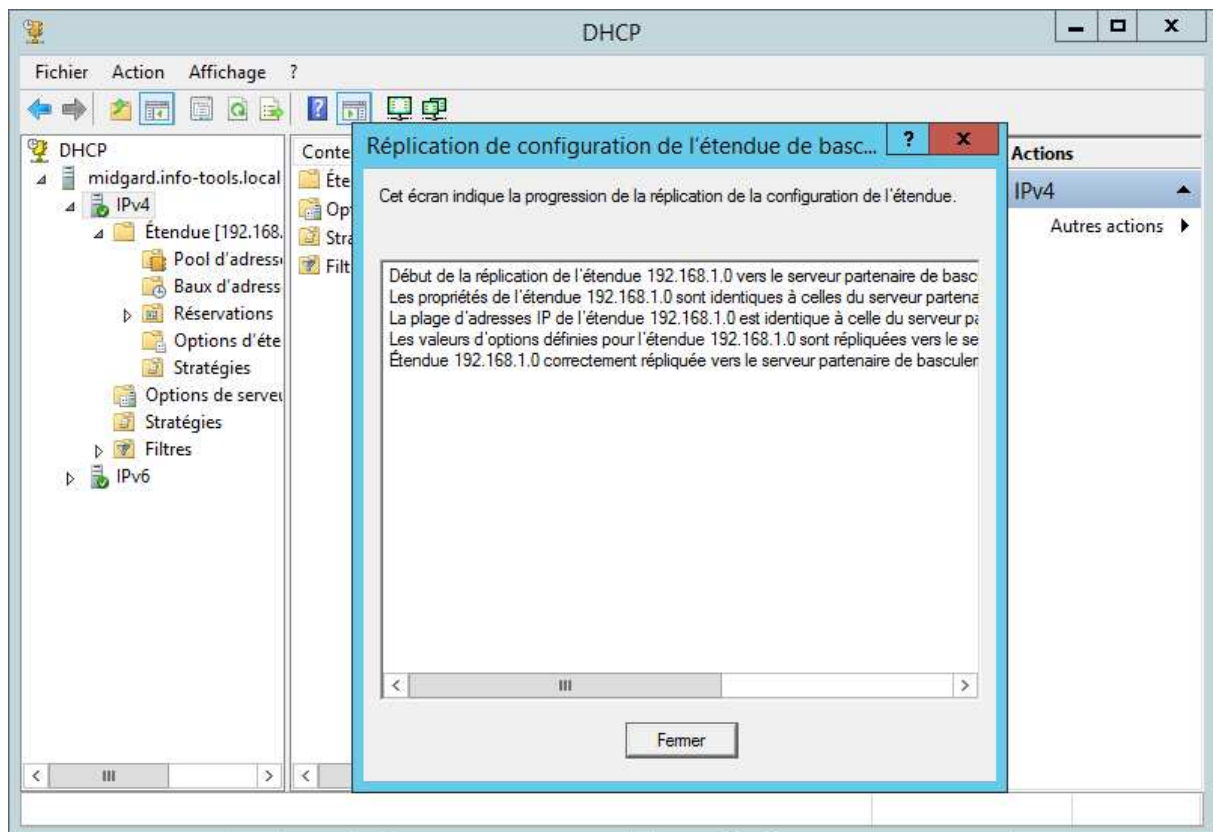 DHCP
Fichier Action Affichage ?
DHCP
midgard.info-tools.local
IPv4
Étendue [192.168.
Pool d'adress
Baux d'adress
Réservations
Options d'éte
Stratégies
Options de serveu
Stratégies
Filtres
IPv6
Conte
Éte
Op
Stra
Filt
Réplication de configuration de l'étendue de basc...
Cet écran indique la progression de la réplication de la configuration de l'étendue.
Début de la réplication de l'étendue 192.168.1.0 vers le serveur partenaire de basc
Les propriétés de l'étendue 192.168.1.0 sont identiques à celles du serveur partena
La plage d'adresses IP de l'étendue 192.168.1.0 est identique à celle du serveur pa
Les valeurs d'options définies pour l'étendue 192.168.1.0 sont répliquées vers le se
Étendue 192.168.1.0 correctement répliquée vers le serveur partenaire de basculer
Fermer
Actions
IPv4
Autres actions